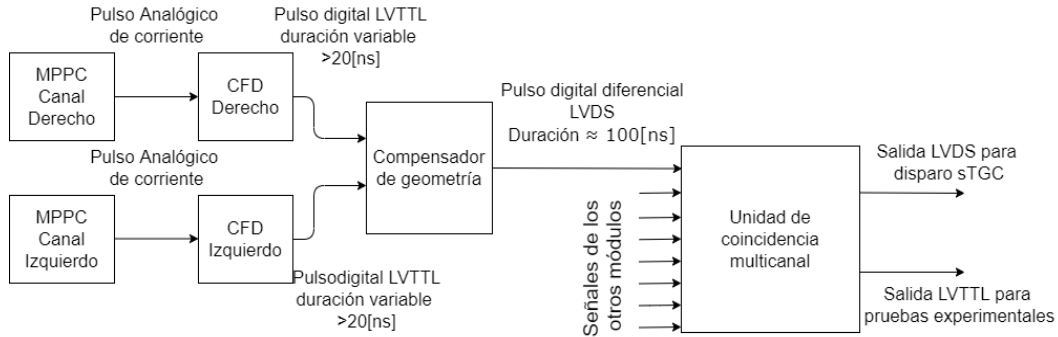 Pulso Analógico
de corriente
Pulso digital LVTTL
duración variable
>20[ns]
MPPC
Canal
Derecho
CFD
Derecho
Pulso Analógico
de corriente
MPPC
Canal
Izquierdo
CFD
Izquierdo
Pulsodigital LVTTL
duración variable
>20[ns]
Compensador
de geometría
Pulso digital diferencial
LVDS
Duración ≈ 100[ns]
Señales de los
otros módulos
Unidad de
coincidencia
multicanal
Salida LVDS para
disparo sTGC
Salida LVTTL para
pruebas experimentales